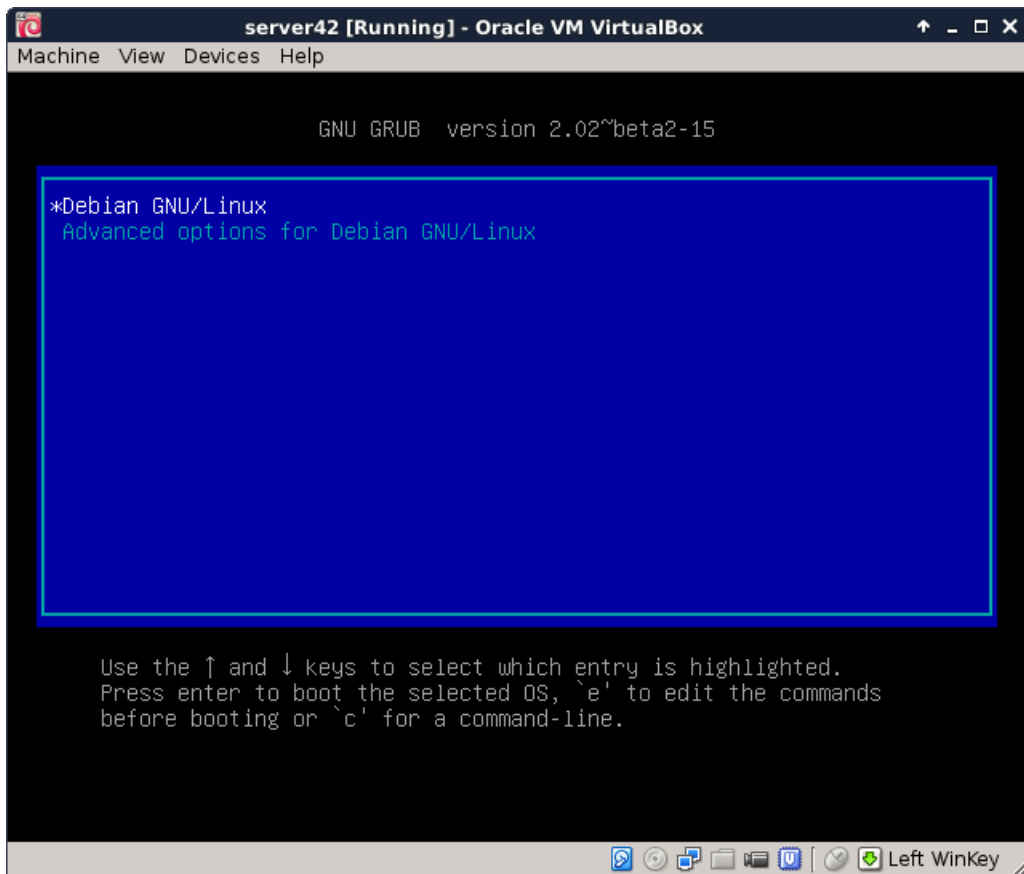 server42 [Running] - Oracle VM VirtualBox
Machine View Devices Help
GNU GRUB version 2.02~beta2-15
*Debian GNU/Linux
Advanced options for Debian GNU/Linux
Use the ↑ and ↓ keys to select which entry is highlighted.
Press enter to boot the selected OS, `e' to edit the commands
before booting or `c' for a command-line.
Left WinKey